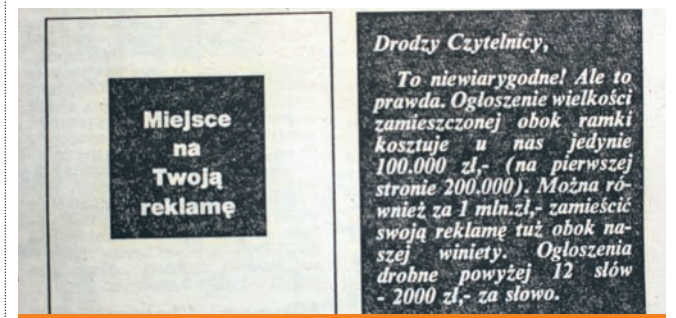 Miejsce
na
Twoją
reklamę
Drodzy Czytelnicy,
To niewiarygodne! Ale to
prawda. Ogłoszenie wielkości
zamieszczonej obok ramki
kosztuje u nas jedynie
100.000 zł,- (na pierwszej
stronie 200.000). Można ró-
wnież za 1 mln.zł,- zamieścić
swoją reklamę tuż obok na-
szej winiety. Ogłoszenia
drobne powyżej 12 słów
- 2000 zł,- za słowo.